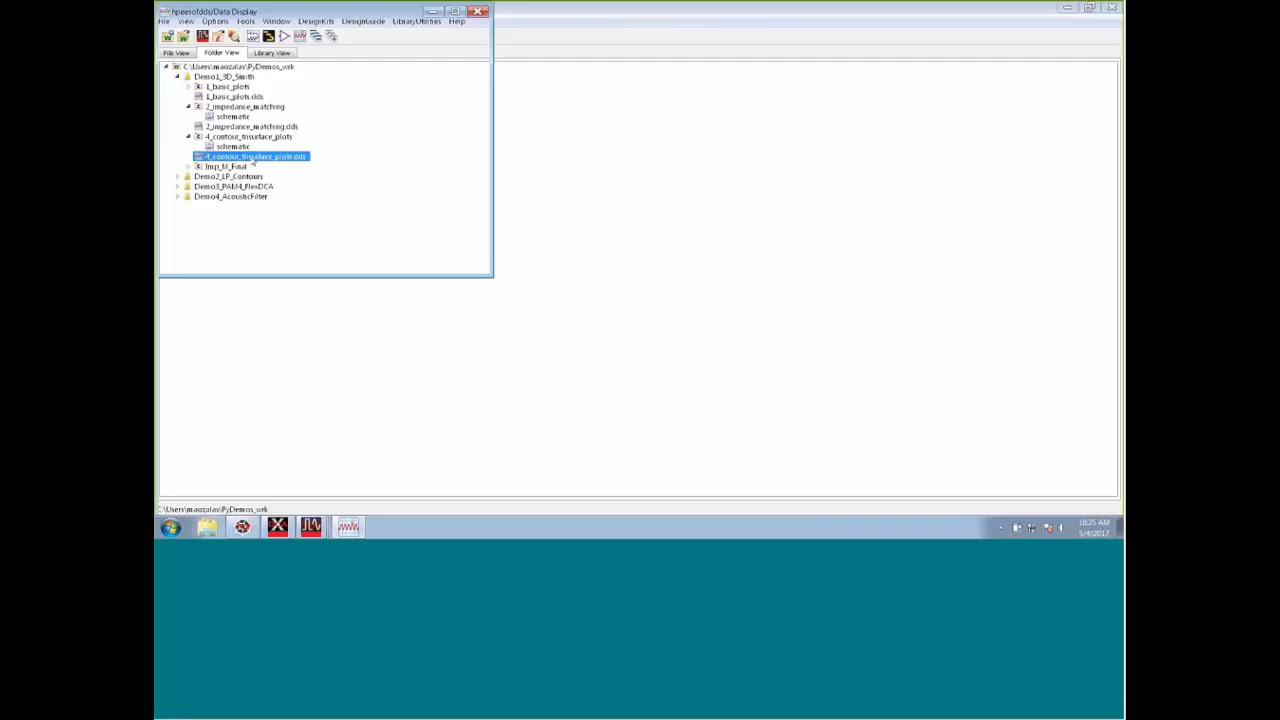 hpeesofdds/Data Display
File View Options Tools Window DesignKits DesignGuide LibraryUtilities Help
File View Folder View Library View
C:\Users\maozalas\PyDemos_wrk
Demo1_3D_Smith
1_basic_plots
1_basic_plots.dds
2_impedance_matching
schematic
2_impedance_matching.dds
4_contour_trisurface_plots
schematic
4_contour_trisurface_plots.dds
Imp_M_Final
Demo2_LP_Contours
Demo3_PAM4_FlexDCA
Demo4_AcousticFilter
C:\Users\maozalas\PyDemos_wrk
10:25 AM
5/4/2017